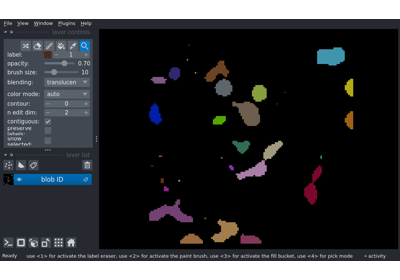 File View Window Plugins Help
layer controls
label: 1
opacity: 0.70
brush size: 10
blending: translucen
color mode: auto
contour: 0
n edit dim: 2
contiguous:
preserve
labels:
show
selected:
layer list
blob ID
Ready use <1> for activate the label eraser, use <2> for activate the paint brush, use <3> for activate the fill bucket, use <4> for pick mode activity